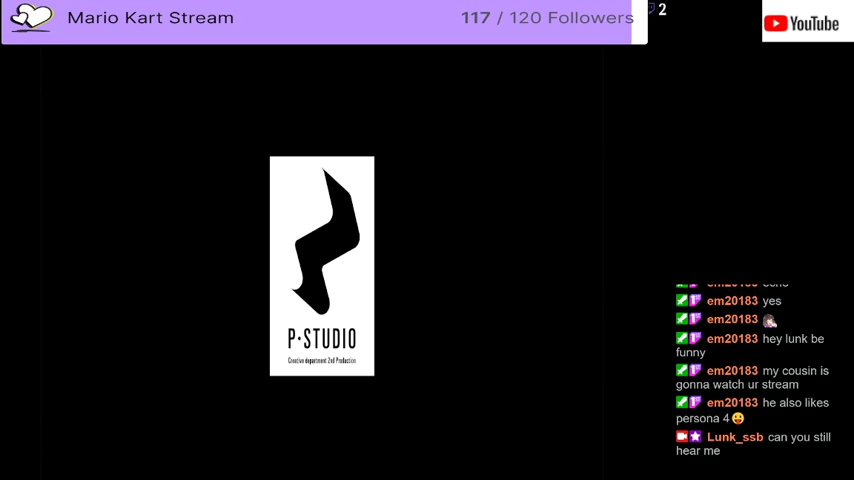 Mario Kart Stream
117 / 120 Followers
2
YouTube
P·STUDIO
Creative department 2nd Production
em20183
em20183 yes
em20183
em20183 hey lunk be
funny
em20183 my cousin is
gonna watch ur stream
em20183 he also likes
persona 4
Lunk_ssb can you still
hear me